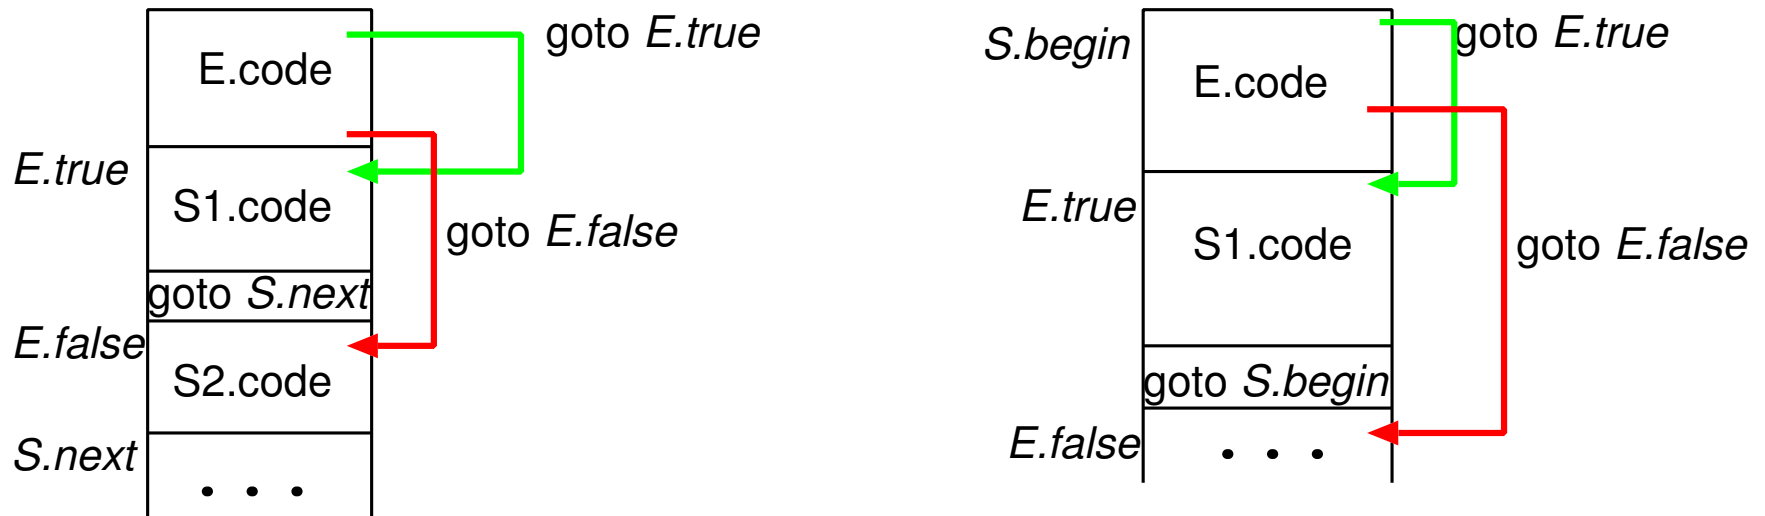 goto E.true
E.code
E.true
S1.code
goto E.false
goto S.next
E.false
S2.code
S.next
. . .
goto E.true
S.begin
E.code
E.true
S1.code
goto E.false
goto S.begin
E.false
. . .